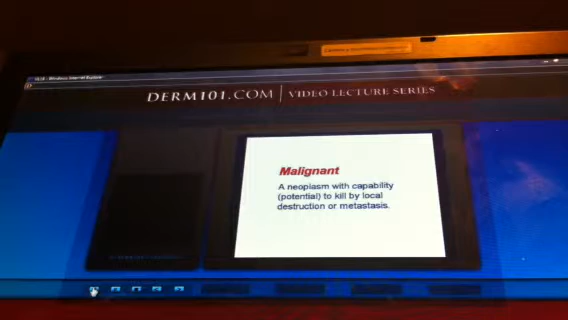 DERM101.COM | VIDEO LECTURE SERIES
Malignant
A neoplasm with capability
(potential) to kill by local
destruction or metastasis.